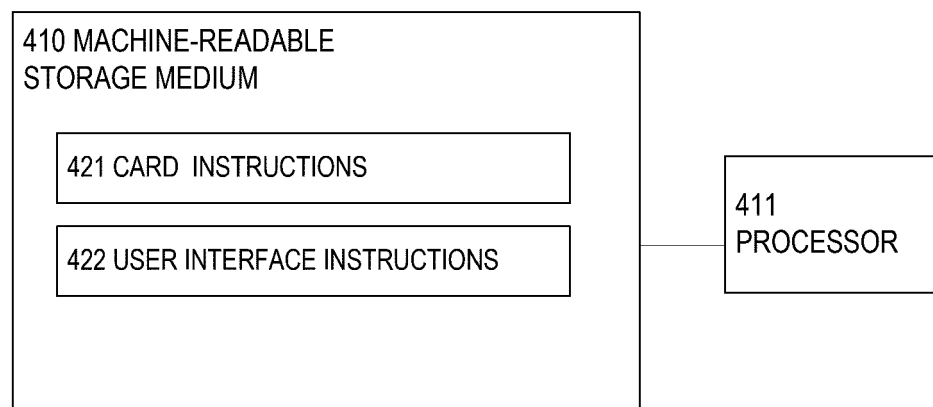 410 MACHINE-READABLE
STORAGE MEDIUM
421 CARD INSTRUCTIONS
422 USER INTERFACE INSTRUCTIONS
411
PROCESSOR